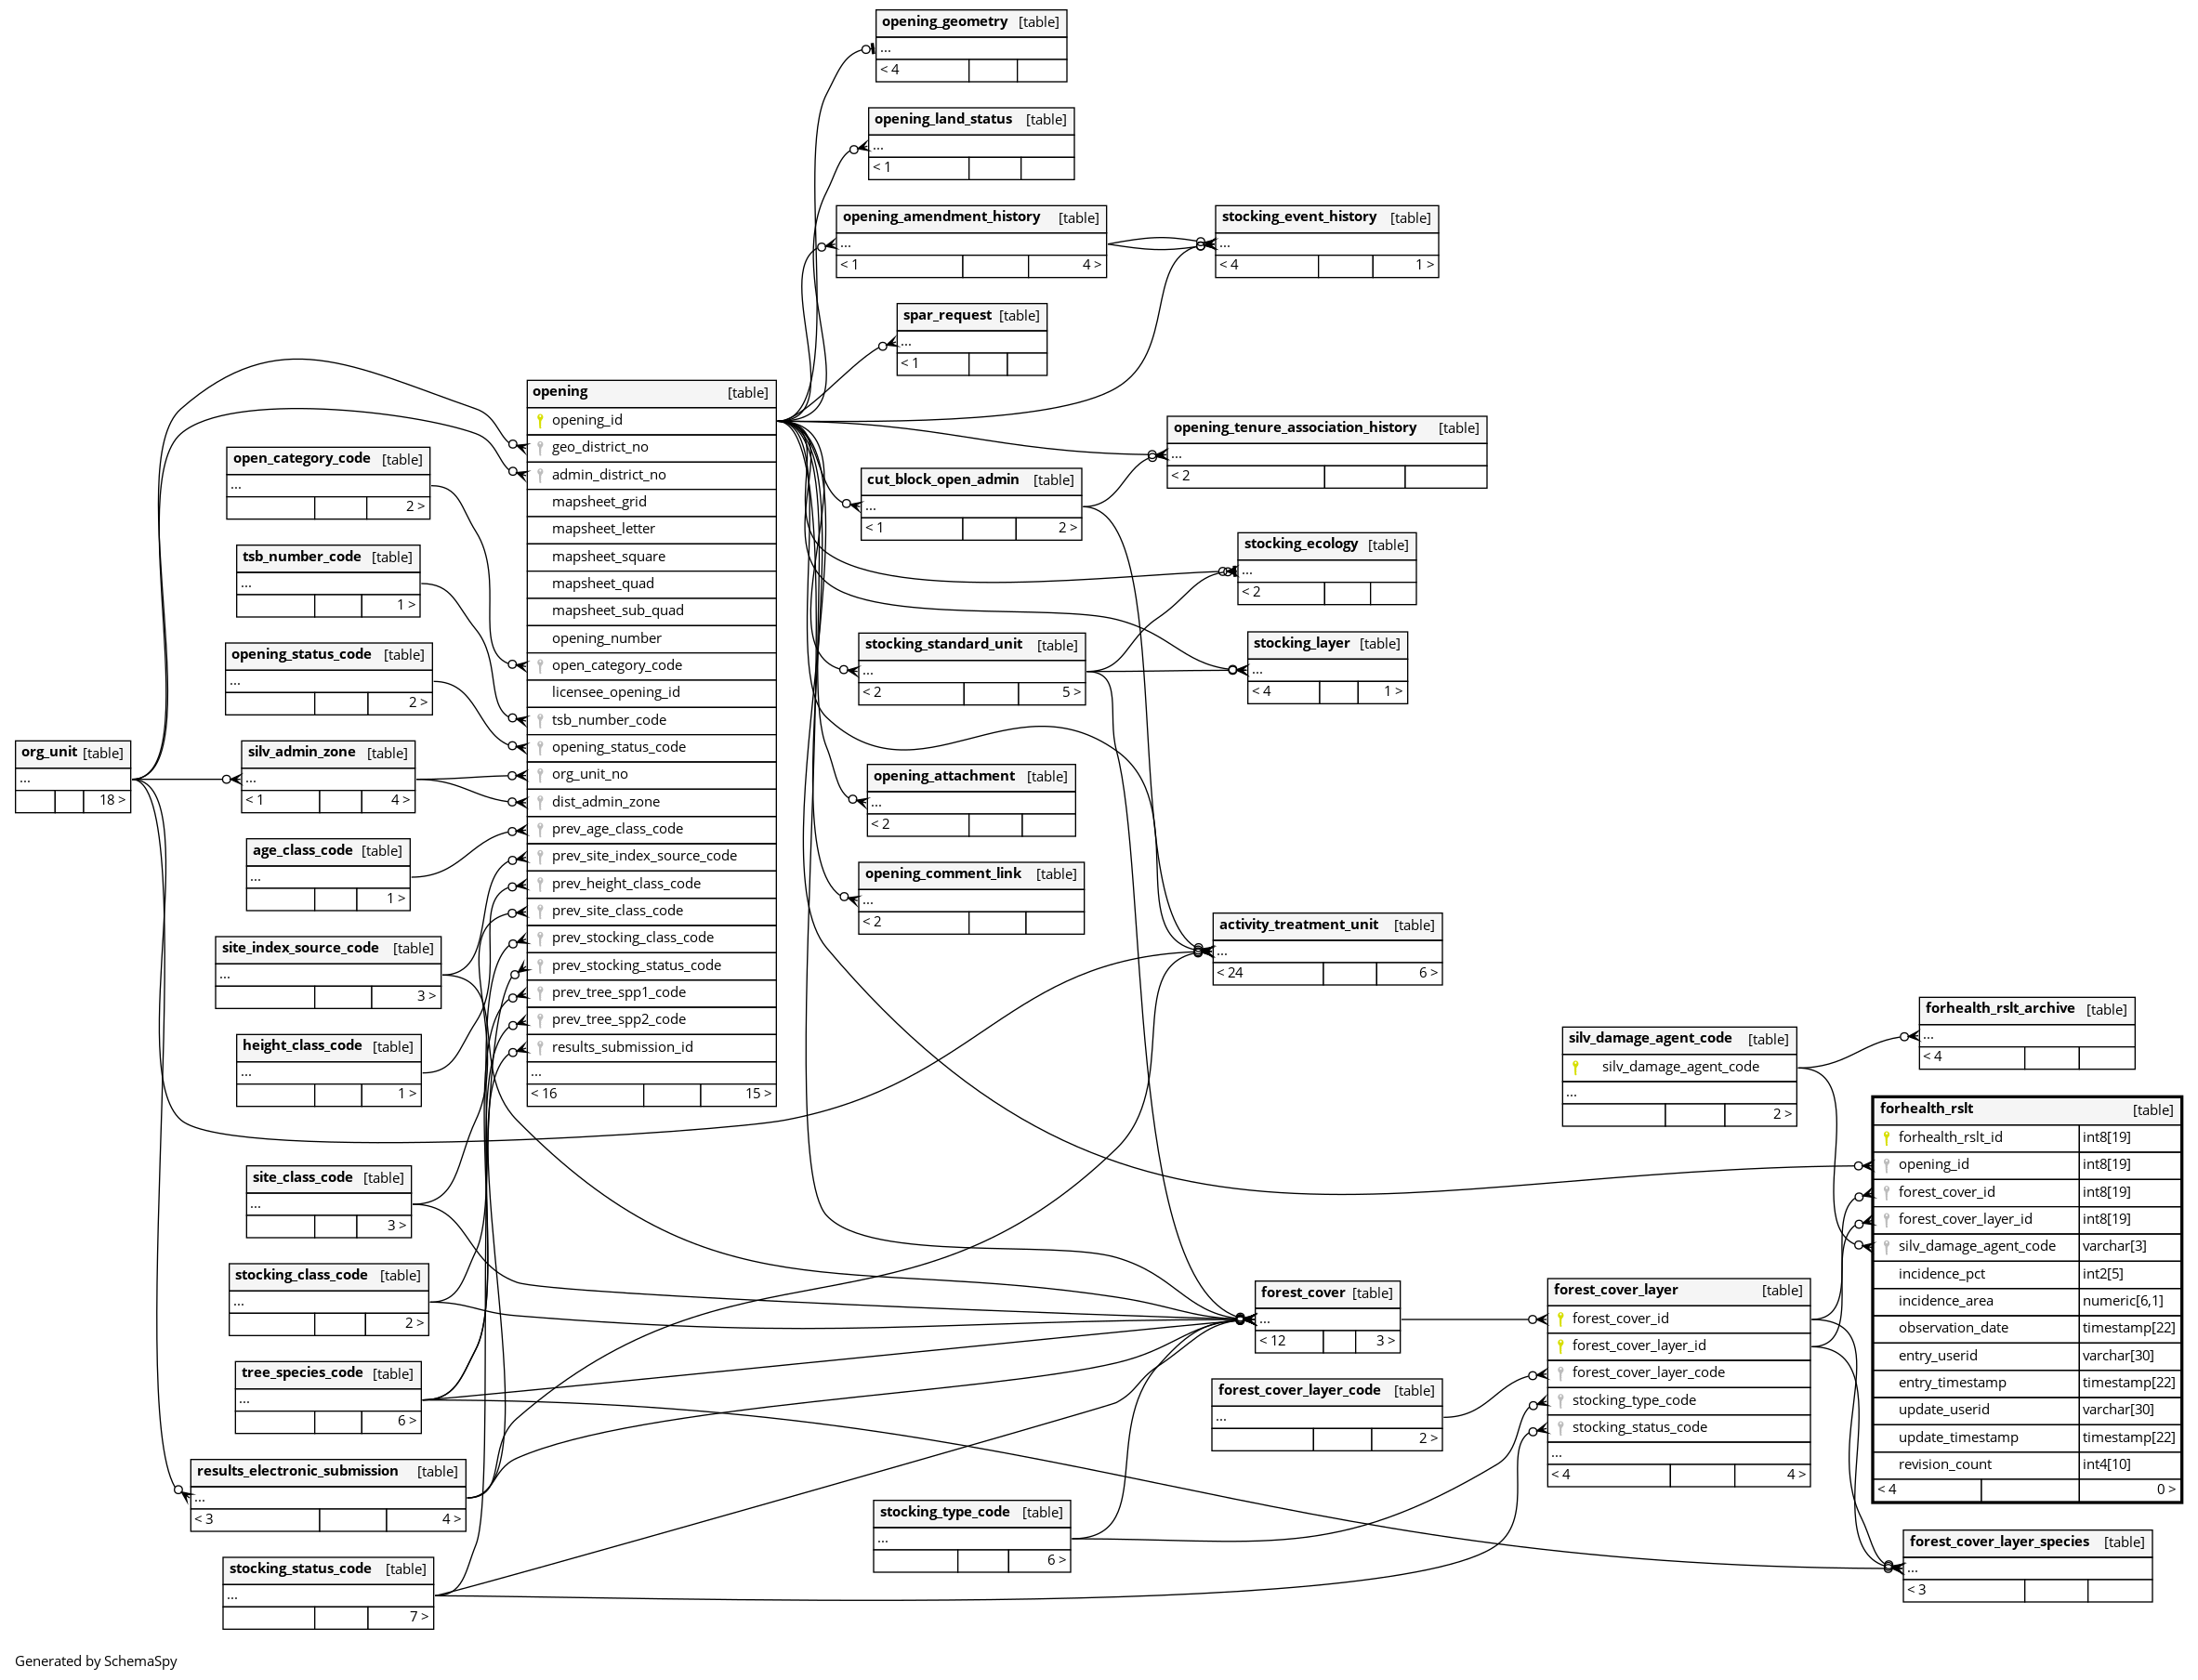 opening_geometry [table]
...
< 4
opening_land_status [table]
...
< 1
opening_amendment_history [table]
...
< 1 4 >
stocking_event_history [table]
...
< 4 1 >
spar_request [table]
...
< 1
opening [table]
opening_id
geo_district_no
admin_district_no
mapsheet_grid
mapsheet_letter
mapsheet_square
mapsheet_quad
mapsheet_sub_quad
opening_number
open_category_code
licensee_opening_id
tsb_number_code
opening_status_code
org_unit_no
dist_admin_zone
prev_age_class_code
prev_site_index_source_code
prev_height_class_code
prev_site_class_code
prev_stocking_class_code
prev_stocking_status_code
prev_tree_spp1_code
prev_tree_spp2_code
results_submission_id
...
< 16 15 >
opening_tenure_association_history [table]
...
< 2
open_category_code [table]
...
2 >
cut_block_open_admin [table]
...
< 1 2 >
tsb_number_code [table]
...
1 >
stocking_ecology [table]
...
< 2
opening_status_code [table]
...
2 >
stocking_standard_unit [table]
...
< 2 5 >
stocking_layer [table]
...
< 4 1 >
org_unit [table]
...
18 >
silv_admin_zone [table]
...
< 1 4 >
opening_attachment [table]
...
< 2
age_class_code [table]
...
1 >
opening_comment_link [table]
...
< 2
site_index_source_code [table]
...
3 >
activity_treatment_unit [table]
...
< 24 6 >
height_class_code [table]
...
1 >
silv_damage_agent_code [table]
silv_damage_agent_code
...
2 >
forhealth_rslt_archive [table]
...
< 4
forhealth_rslt [table]
forhealth_rslt_id int8[19]
opening_id int8[19]
forest_cover_id int8[19]
forest_cover_layer_id int8[19]
silv_damage_agent_code varchar[3]
incidence_pct int2[5]
incidence_area numeric[6,1]
observation_date timestamp[22]
entry_userid varchar[30]
entry_timestamp timestamp[22]
update_userid varchar[30]
update_timestamp timestamp[22]
revision_count int4[10]
< 4 0 >
site_class_code [table]
...
3 >
stocking_class_code [table]
...
2 >
forest_cover [table]
...
< 12 3 >
forest_cover_layer [table]
forest_cover_id
forest_cover_layer_id
forest_cover_layer_code
stocking_type_code
stocking_status_code
...
< 4 4 >
tree_species_code [table]
...
6 >
forest_cover_layer_code [table]
...
2 >
results_electronic_submission [table]
...
< 3 4 >
stocking_type_code [table]
...
6 >
forest_cover_layer_species [table]
...
< 3
stocking_status_code [table]
...
7 >
Generated by SchemaSpy